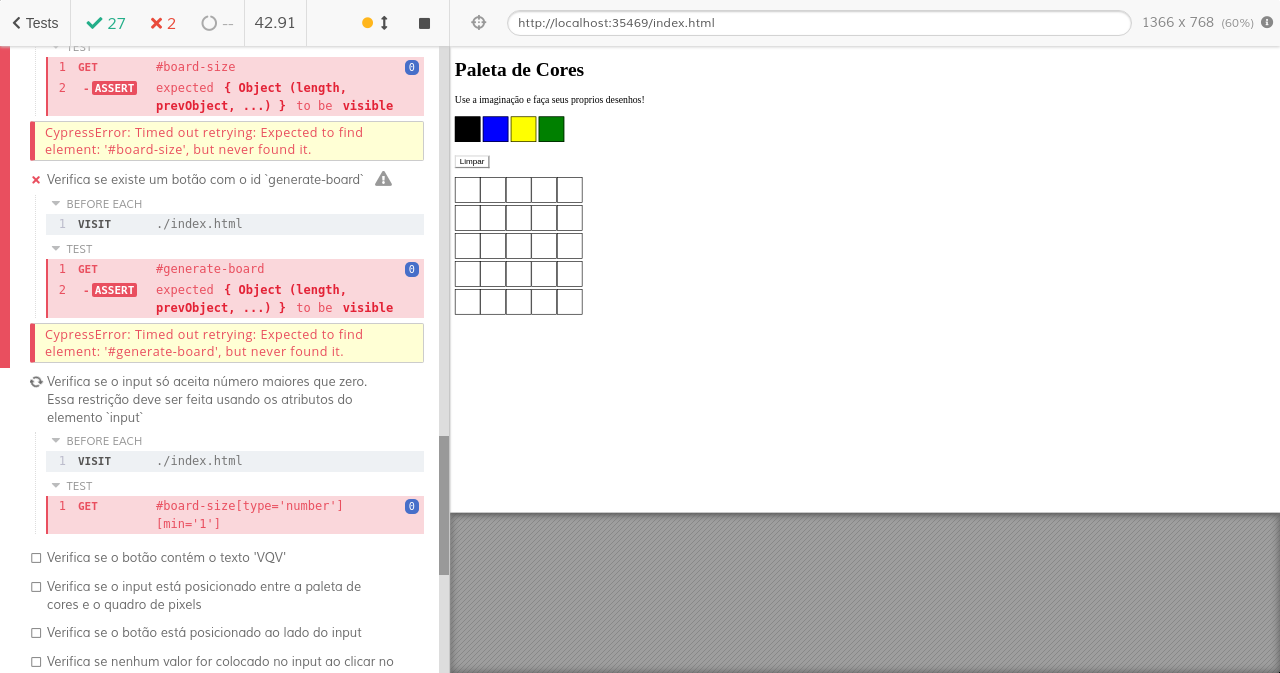 Tests 27 2 -- 42.91 http://localhost:35469/index.html 1366 x 768 (60%)
TEST
1 GET #board-size 0
2 -ASSERT expected { Object (length,
prevObject, ...) } to be visible
CypressError: Timed out retrying: Expected to find
element: '#board-size', but never found it.
Verifica se existe um botão com o id `generate-board`
BEFORE EACH
1 VISIT ./index.html
TEST
1 GET #generate-board 0
2 -ASSERT expected { Object (length,
prevObject, ...) } to be visible
CypressError: Timed out retrying: Expected to find
element: '#generate-board', but never found it.
Verifica se o input só aceita número maiores que zero.
Essa restrição deve ser feita usando os atributos do
elemento `input`
BEFORE EACH
1 VISIT ./index.html
TEST
1 GET #board-size[type='number'] 0
[min='1']
Verifica se o botão contém o texto 'VQV'
Verifica se o input está posicionado entre a paleta de
cores e o quadro de pixels
Verifica se o botão está posicionado ao lado do input
Verifica se nenhum valor for colocado no input ao clicar no
Paleta de Cores
Use a imaginação e faça seus proprios desenhos!
Limpar